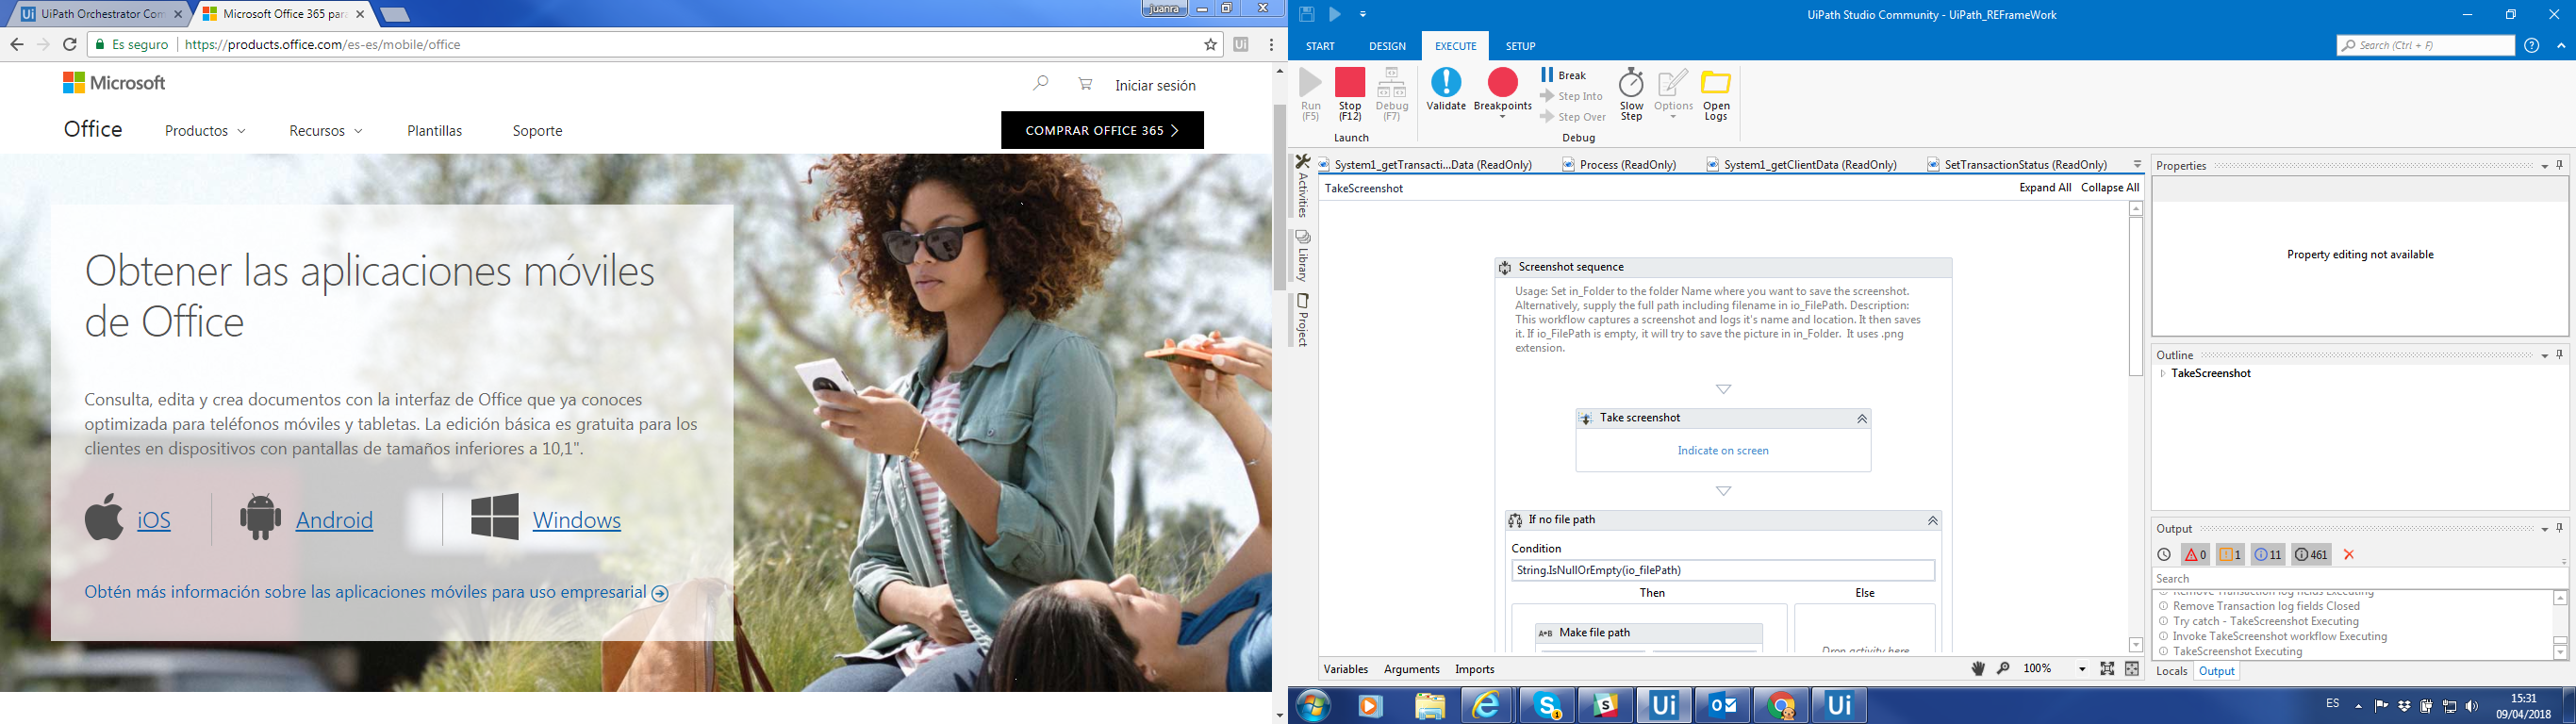 UiPath Orchestrator Com
Microsoft Office 365 para
juanra
Es seguro
https://products.office.com/es-es/mobile/office
Ui
Microsoft
Iniciar sesión
Office
Productos
Recursos
Plantillas
Soporte
COMPRAR OFFICE 365
Obtener las aplicaciones móviles
de Office
Consulta, edita y crea documentos con la interfaz de Office que ya conoces
optimizada para teléfonos móviles y tabletas. La edición básica es gratuita para los
clientes en dispositivos con pantallas de tamaños inferiores a 10,1".
iOS
Android
Windows
Obtén más información sobre las aplicaciones móviles para uso empresarial
UiPath Studio Community - UiPath_REFrameWork
START
DESIGN
EXECUTE
SETUP
Search (Ctrl + F)
Run
(F5)
Stop
(F12)
Debug
(F7)
Launch
Validate
Breakpoints
Break
Step Into
Step Over
Slow
Step
Options
Open
Logs
Debug
Activities
Library
Project
System1_getTransacti...Data (ReadOnly)
Process (ReadOnly)
System1_getClientData (ReadOnly)
SetTransactionStatus (ReadOnly)
TakeScreenshot
Expand All
Collapse All
Screenshot sequence
Usage: Set in_Folder to the folder Name where you want to save the screenshot.
Alternatively, supply the full path including filename in io_FilePath. Description:
This workflow captures a screenshot and logs it's name and location. It then saves
it. If io_FilePath is empty, it will try to save the picture in in_Folder. It uses .png
extension.
Take screenshot
Indicate on screen
If no file path
Condition
String.IsNullOrEmpty(io_filePath)
Then
Else
A+B Make file path
Drop activity here
Variables
Arguments
Imports
100%
Properties
Property editing not available
Outline
TakeScreenshot
Output
0
1
11
461
Search
Remove Transaction log fields Executing
Remove Transaction log fields Closed
Try catch - TakeScreenshot Executing
Invoke TakeScreenshot workflow Executing
TakeScreenshot Executing
Locals
Output
Ui
Ui
ES
15:31
09/04/2018